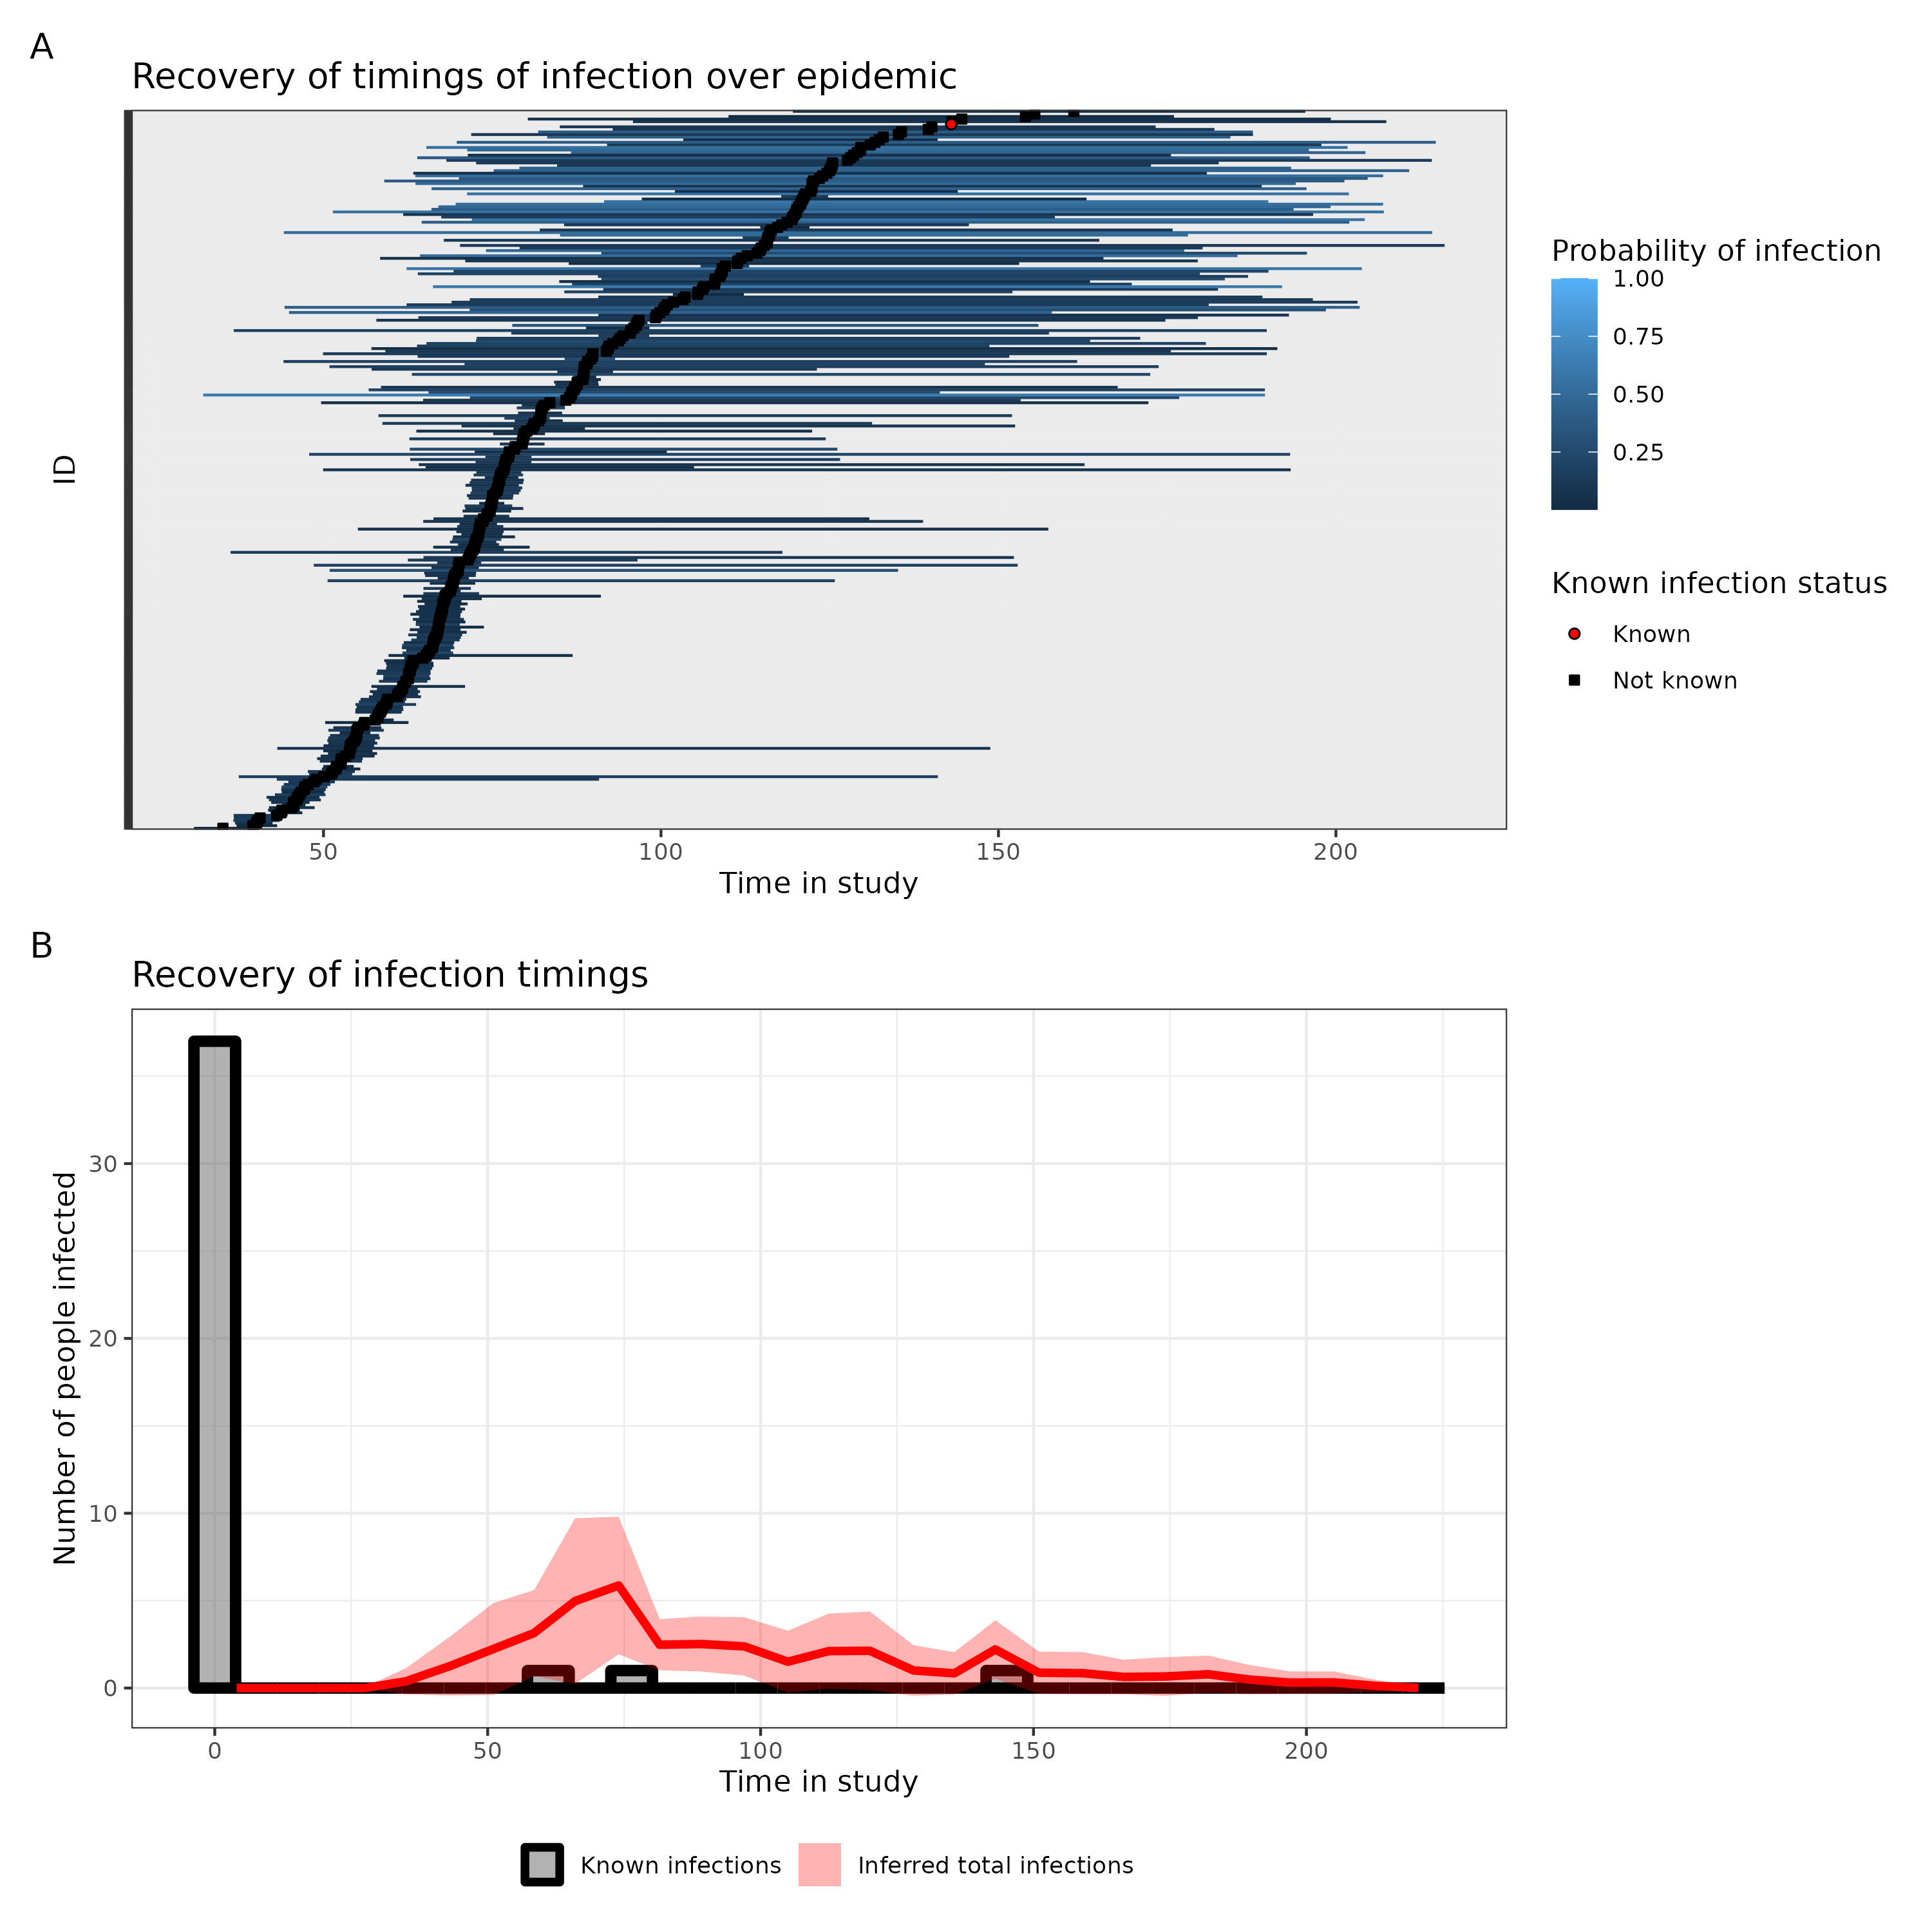 A
Recovery of timings of infection over epidemic
ID
50 100 150 200
Time in study
Probability of infection
1.00
0.75
0.50
0.25
Known infection status
Known
Not known
B
Recovery of infection timings
Number of people infected
30
20
10
0
0 50 100 150 200
Time in study
Known infections Inferred total infections